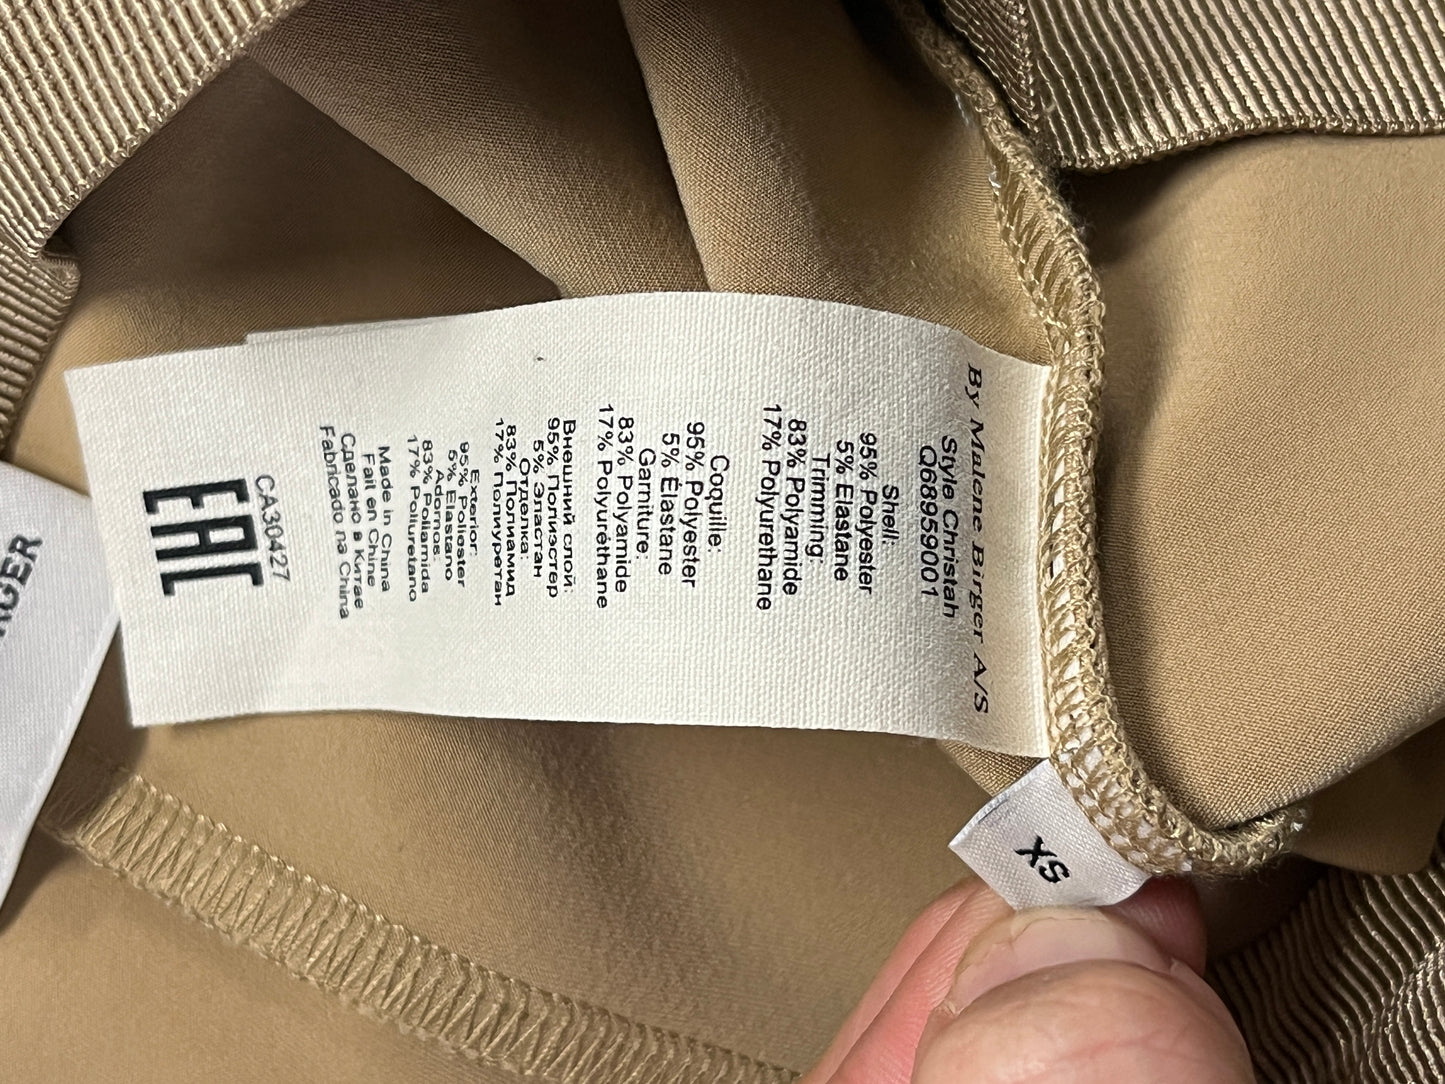 By Malene Birger A/S
Style Christah
Q68959001
Shell:
95% Polyester
5% Elastane
Trimming:
83% Polyamide
17% Polyurethane
Coquille:
95% Polyester
5% Élastane
Garniture:
83% Polyamide
17% Polyuréthane
Внешний слой:
95% Полиэстер
5% Эластан
Отделка:
83% Полиамид
17% Полиуретан
Exterior:
95% Poliéster
5% Elastano
Adornos:
83% Poliamida
17% Poliuretano
Made in China
Fait en Chine
Сделано в Китае
Fabricado na China
CA30427
EAC
XS